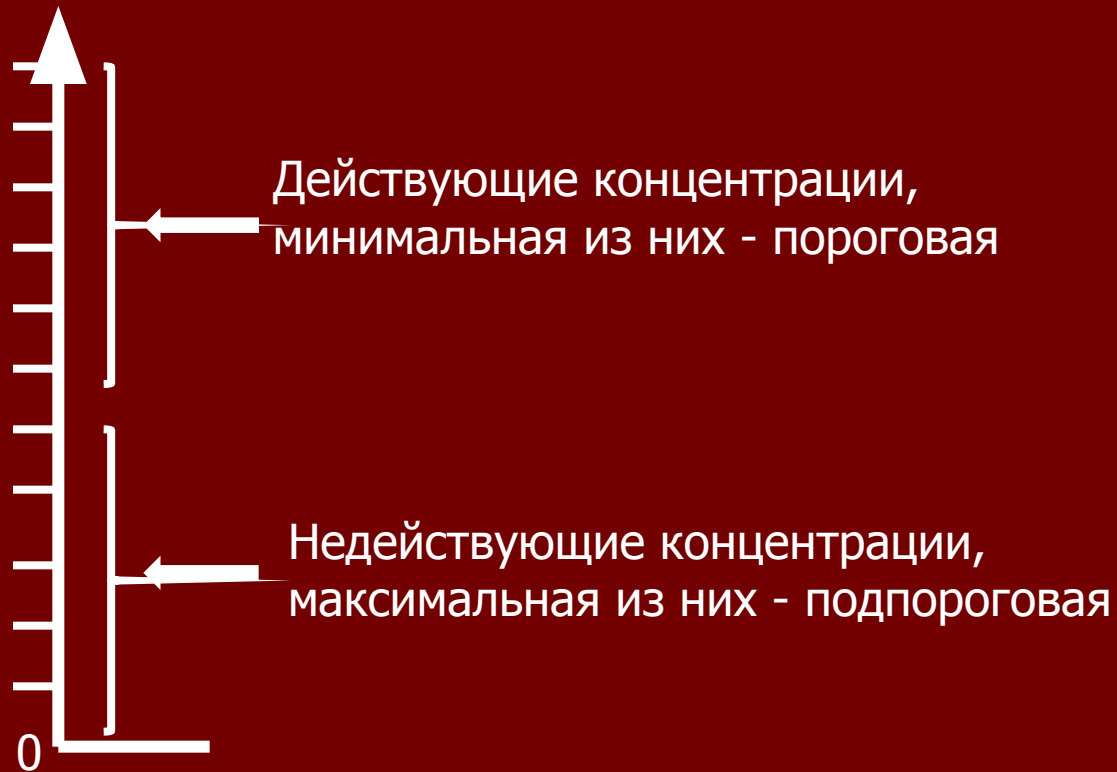 Действующие концентрации,
минимальная из них - пороговая
Недействующие концентрации,
максимальная из них - подпороговая
0